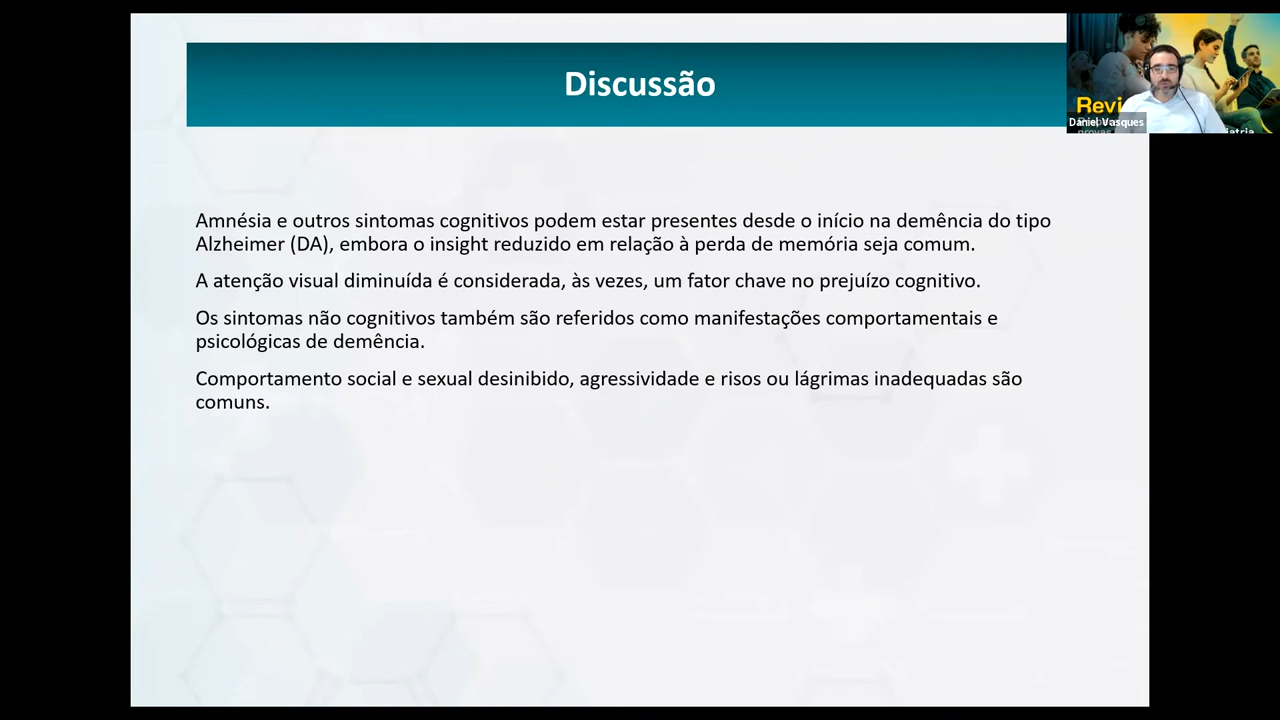 Discussão
Revi
Daniel Vasques
provas
iatria
Amnésia e outros sintomas cognitivos podem estar presentes desde o início na demência do tipo
Alzheimer (DA), embora o insight reduzido em relação à perda de memória seja comum.
A atenção visual diminuída é considerada, às vezes, um fator chave no prejuízo cognitivo.
Os sintomas não cognitivos também são referidos como manifestações comportamentais e
psicológicas de demência.
Comportamento social e sexual desinibido, agressividade e risos ou lágrimas inadequadas são
comuns.